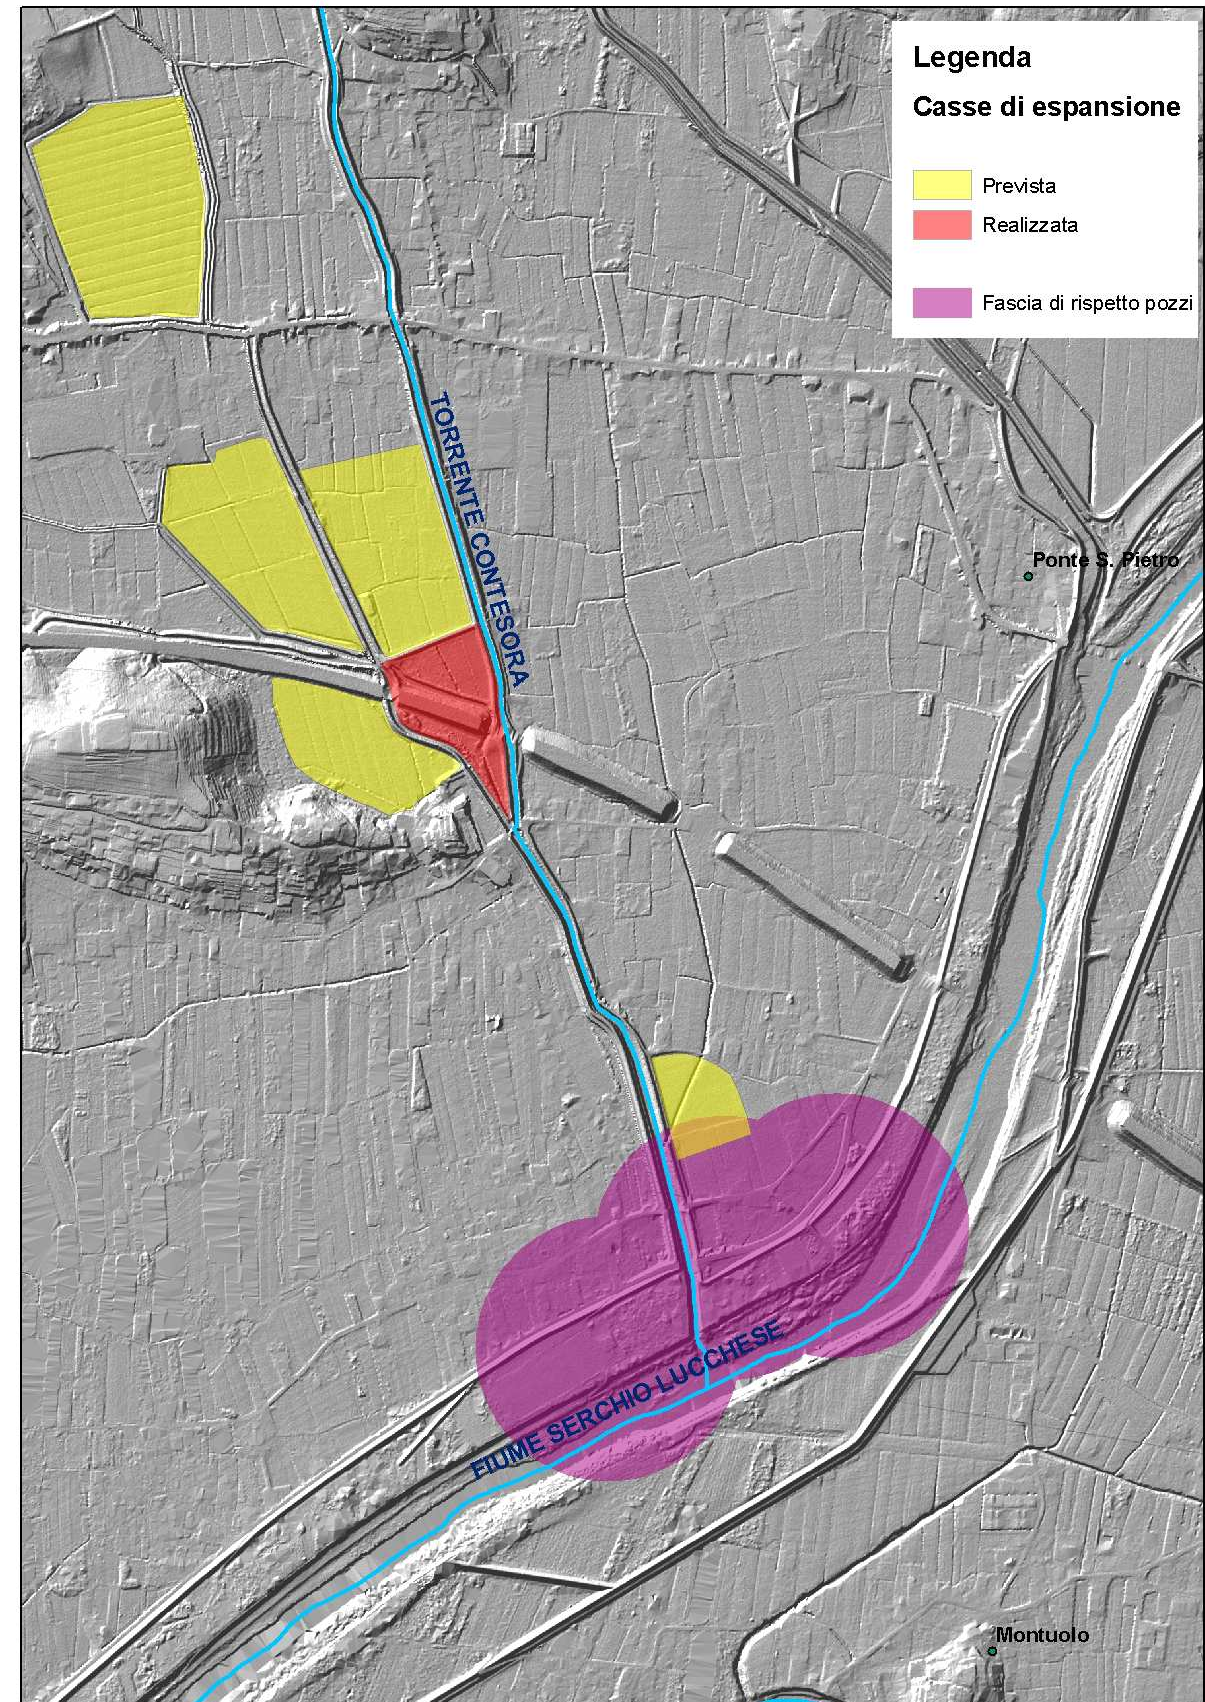 Legenda
Casse di espansione
Prevista
Realizzata
Fascia di rispetto pozzi
TORRENTE CONTESORA
Ponte S. Pietro
FIUME SERCHIO LUCCHESE
Montuolo